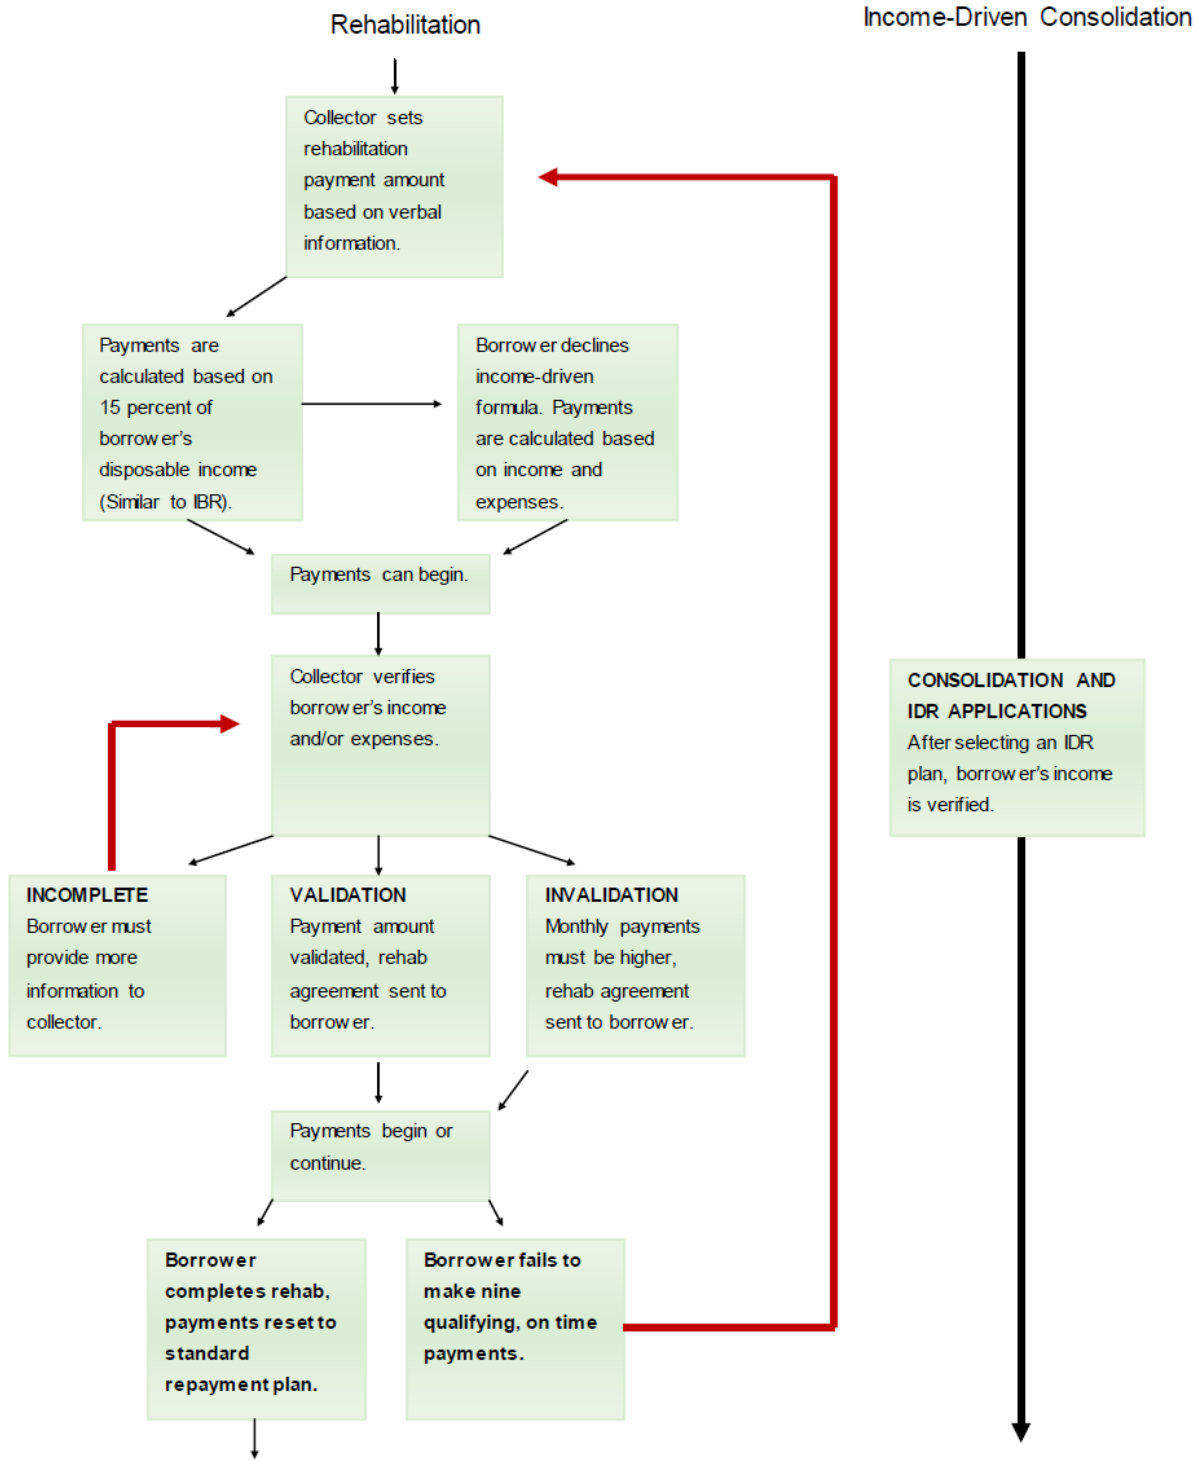 Rehabilitation
Income-Driven Consolidation
Collector sets
rehabilitation
payment amount
based on verbal
information.
Payments are
calculated based on
15 percent of
borrower's
disposable income
(Similar to IBR).
Borrower declines
income-driven
formula. Payments
are calculated based
on income and
expenses.
Payments can begin.
Collector verifies
borrower's income
and/or expenses.
CONSOLIDATION AND
IDR APPLICATIONS
After selecting an IDR
plan, borrower's income
is verified.
INCOMPLETE
Borrower must
provide more
information to
collector.
VALIDATION
Payment amount
validated, rehab
agreement sent to
borrower.
INVALIDATION
Monthly payments
must be higher,
rehab agreement
sent to borrower.
Payments begin or
continue.
Borrower
completes rehab,
payments reset to
standard
repayment plan.
Borrower fails to
make nine
qualifying, on time
payments.